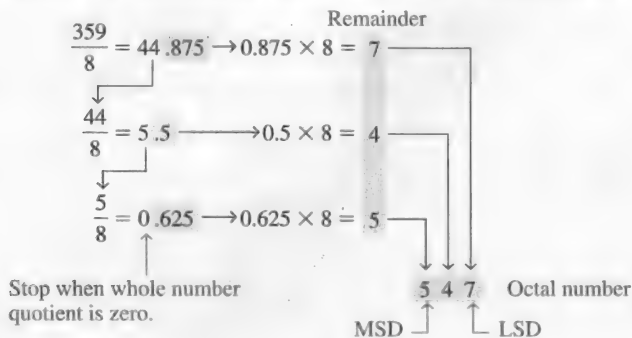 Remainder
359/8 = 44 .875 → 0.875 × 8 = 7
44/8 = 5 .5 → 0.5 × 8 = 4
5/8 = 0 .625 → 0.625 × 8 = 5
Stop when whole number
quotient is zero.
5 4 7 Octal number
MSD LSD